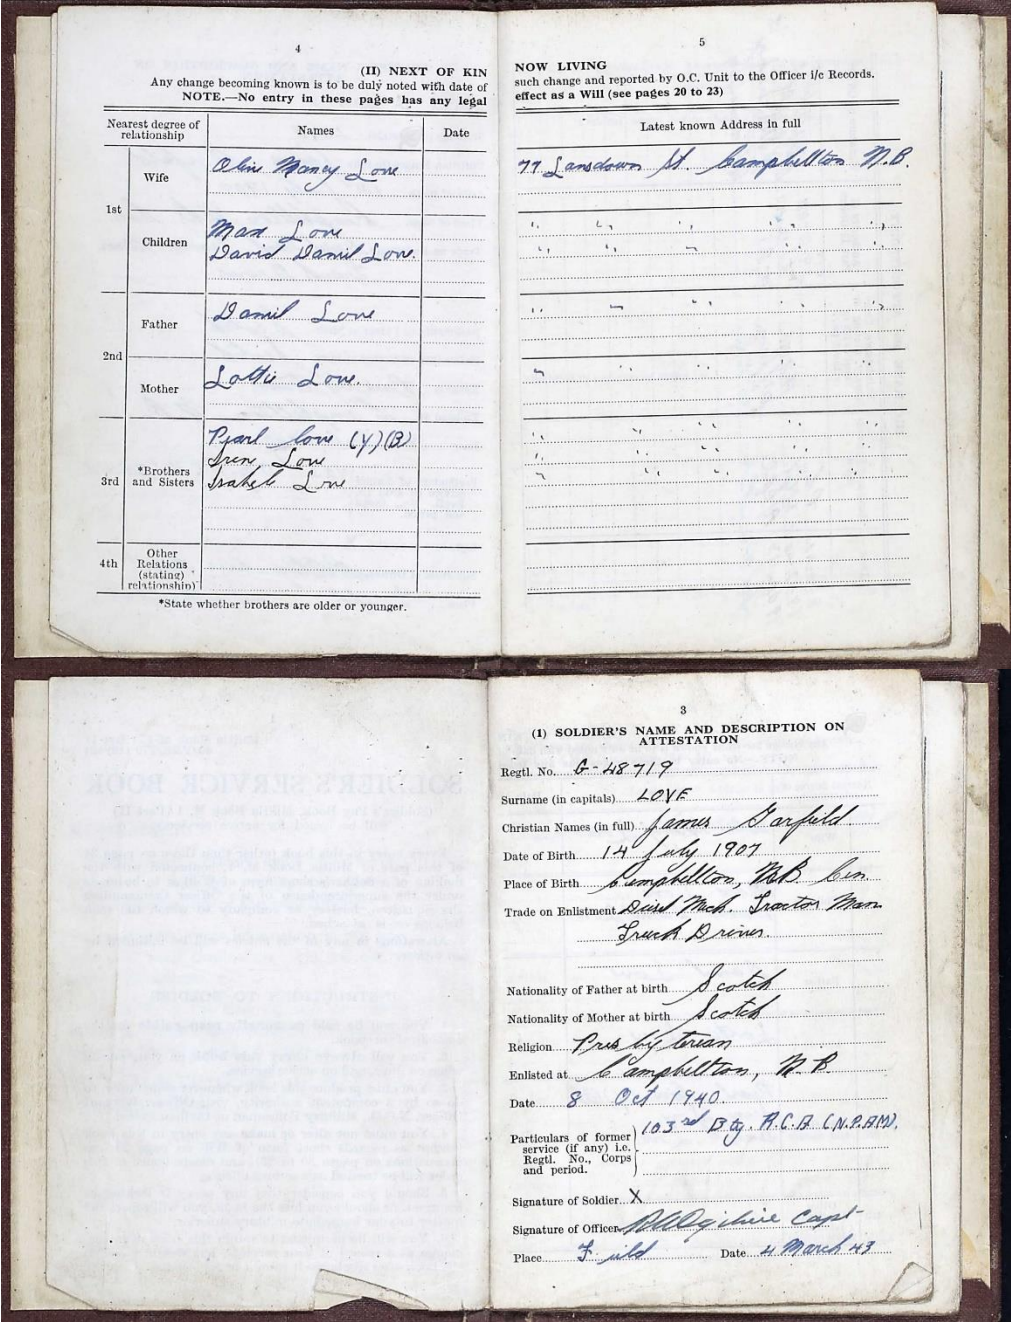 4
(II) NEXT OF KIN
Any change becoming known is to be duly noted with date of
NOTE.—No entry in these pages has any legal
Nearest degree of relationship
Names
Date
1st
Wife
Love
Children
Max Love
David Daniel Love.
2nd
Father
Daniel Love
Mother
Lottie Love.
3rd
*Brothers and Sisters
Pearl Love (Y) (B)
Love
Love
4th
Other Relations (stating) relationship)
*State whether brothers are older or younger.
5
NOW LIVING
such change and reported by O.C. Unit to the Officer i/c Records.
effect as a Will (see pages 20 to 23)
Latest known Address in full
77 Lansdown St. Campbellton N.B.
" " " " "
" " " " "
" " " " "
" " " "
" " " "
" " " "
" " " "
3
(I) SOLDIER'S NAME AND DESCRIPTION ON
ATTESTATION
Regtl. No. G-48719
Surname (in capitals) LOVE
Christian Names (in full) James Garfield.
Date of Birth 14 July 1907
Place of Birth Campbellton, N.B. Can.
Trade on Enlistment Diesel Mech. Tractor Man
Truck Driver.
Nationality of Father at birth Scotch
Nationality of Mother at birth Scotch
Religion Presbyterian
Enlisted at Campbellton, N.B.
Date 8 Oct 1940
Particulars of former service (if any) i.e. Regtl. No., Corps and period.
103rd Bty. R.C.A (N.P.A.M).
Signature of Soldier X
Signature of Officer Capt
Place Field Date 4 March 43